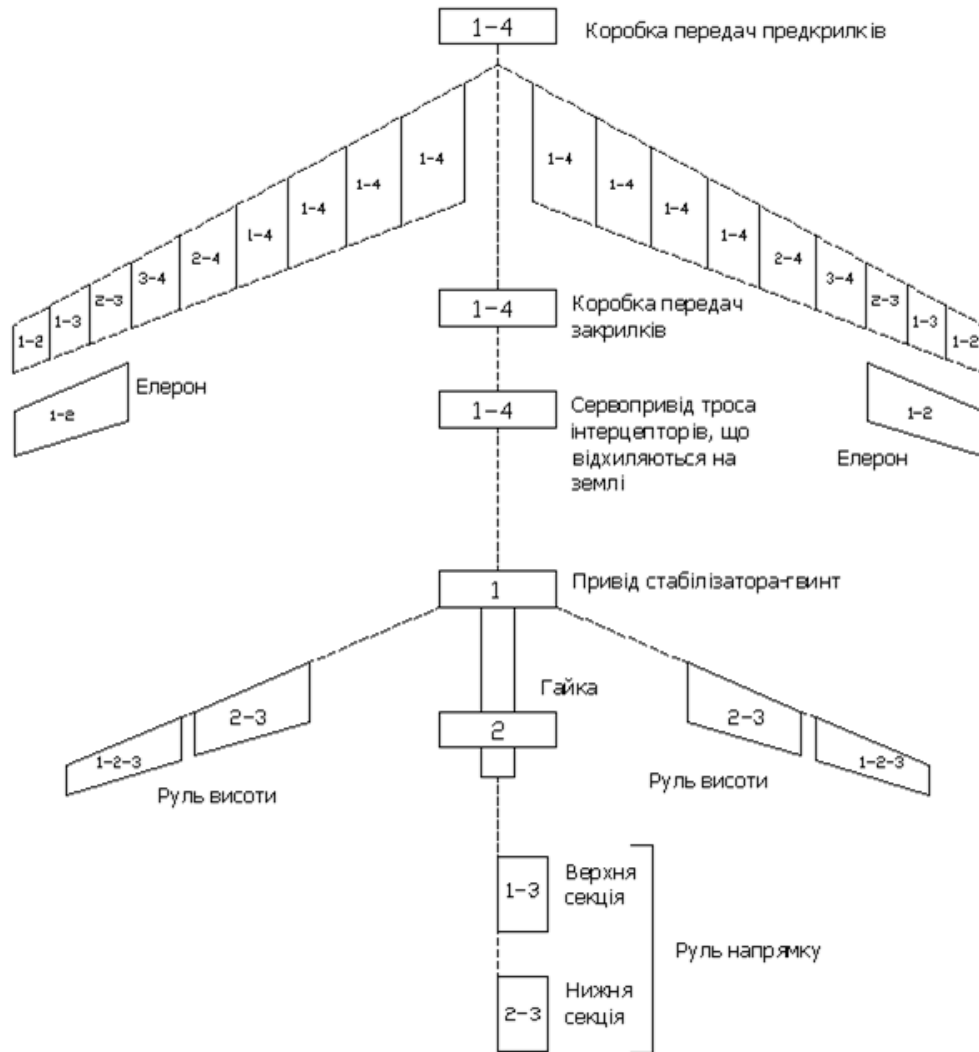 1-4
Коробка передач предкрилків
1-4
1-4
1-4
1-4
1-4
1-4
1-4
1-4
2-4
1-4
2-4
3-4
3-4
2-3
2-3
1-3
1-3
1-2
1-2
1-4
Коробка передач
закрилків
Елерон
1-2
1-4
Сервопривід троса
інтерцепторів, що
відхиляються на
землі
1-2
Елерон
1
Привід стабілізатора-гвинт
Гайка
2-3
2
2-3
1-2-3
1-2-3
Руль висоти
Руль висоти
1-3
Верхня
секція
Руль напрямку
2-3
Нижня
секція